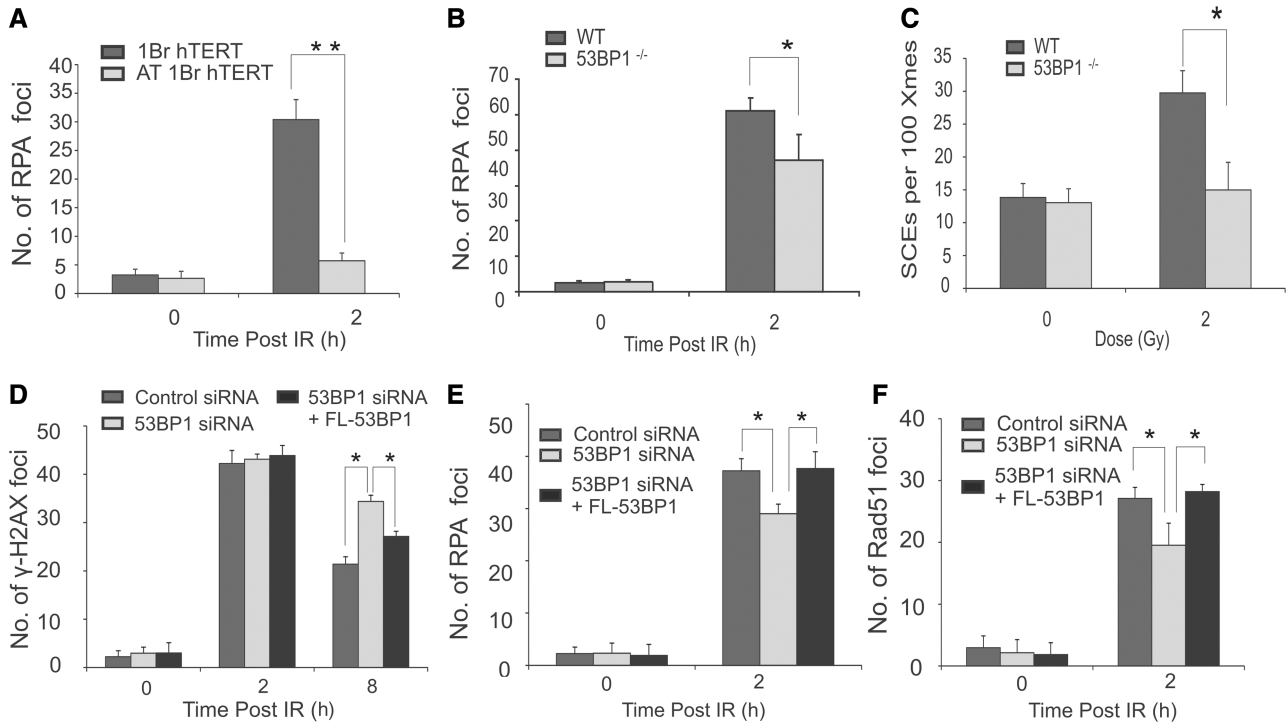 A
1Br hTERT
AT 1Br hTERT
* *
No. of RPA foci
40
35
30
25
20
15
10
5
0
0 2
Time Post IR (h)
B
WT
53BP1 -/-
*
No. of RPA foci
70
60
50
40
30
20
10
0
0 2
Time Post IR (h)
C
WT
53BP1 -/-
*
SCEs per 100 Xmes
35
30
25
20
15
10
5
0
0 2
Dose (Gy)
D
Control siRNA
53BP1 siRNA
53BP1 siRNA
+ FL-53BP1
* *
No. of γ-H2AX foci
50
40
30
20
10
0
0 2 8
Time Post IR (h)
E
Control siRNA
53BP1 siRNA
53BP1 siRNA
+ FL-53BP1
* *
No. of RPA foci
50
40
30
20
10
0
0 2
Time Post IR (h)
F
Control siRNA
53BP1 siRNA
53BP1 siRNA
+ FL-53BP1
* *
No. of Rad51 foci
40
30
20
10
0
0 2
Time Post IR (h)